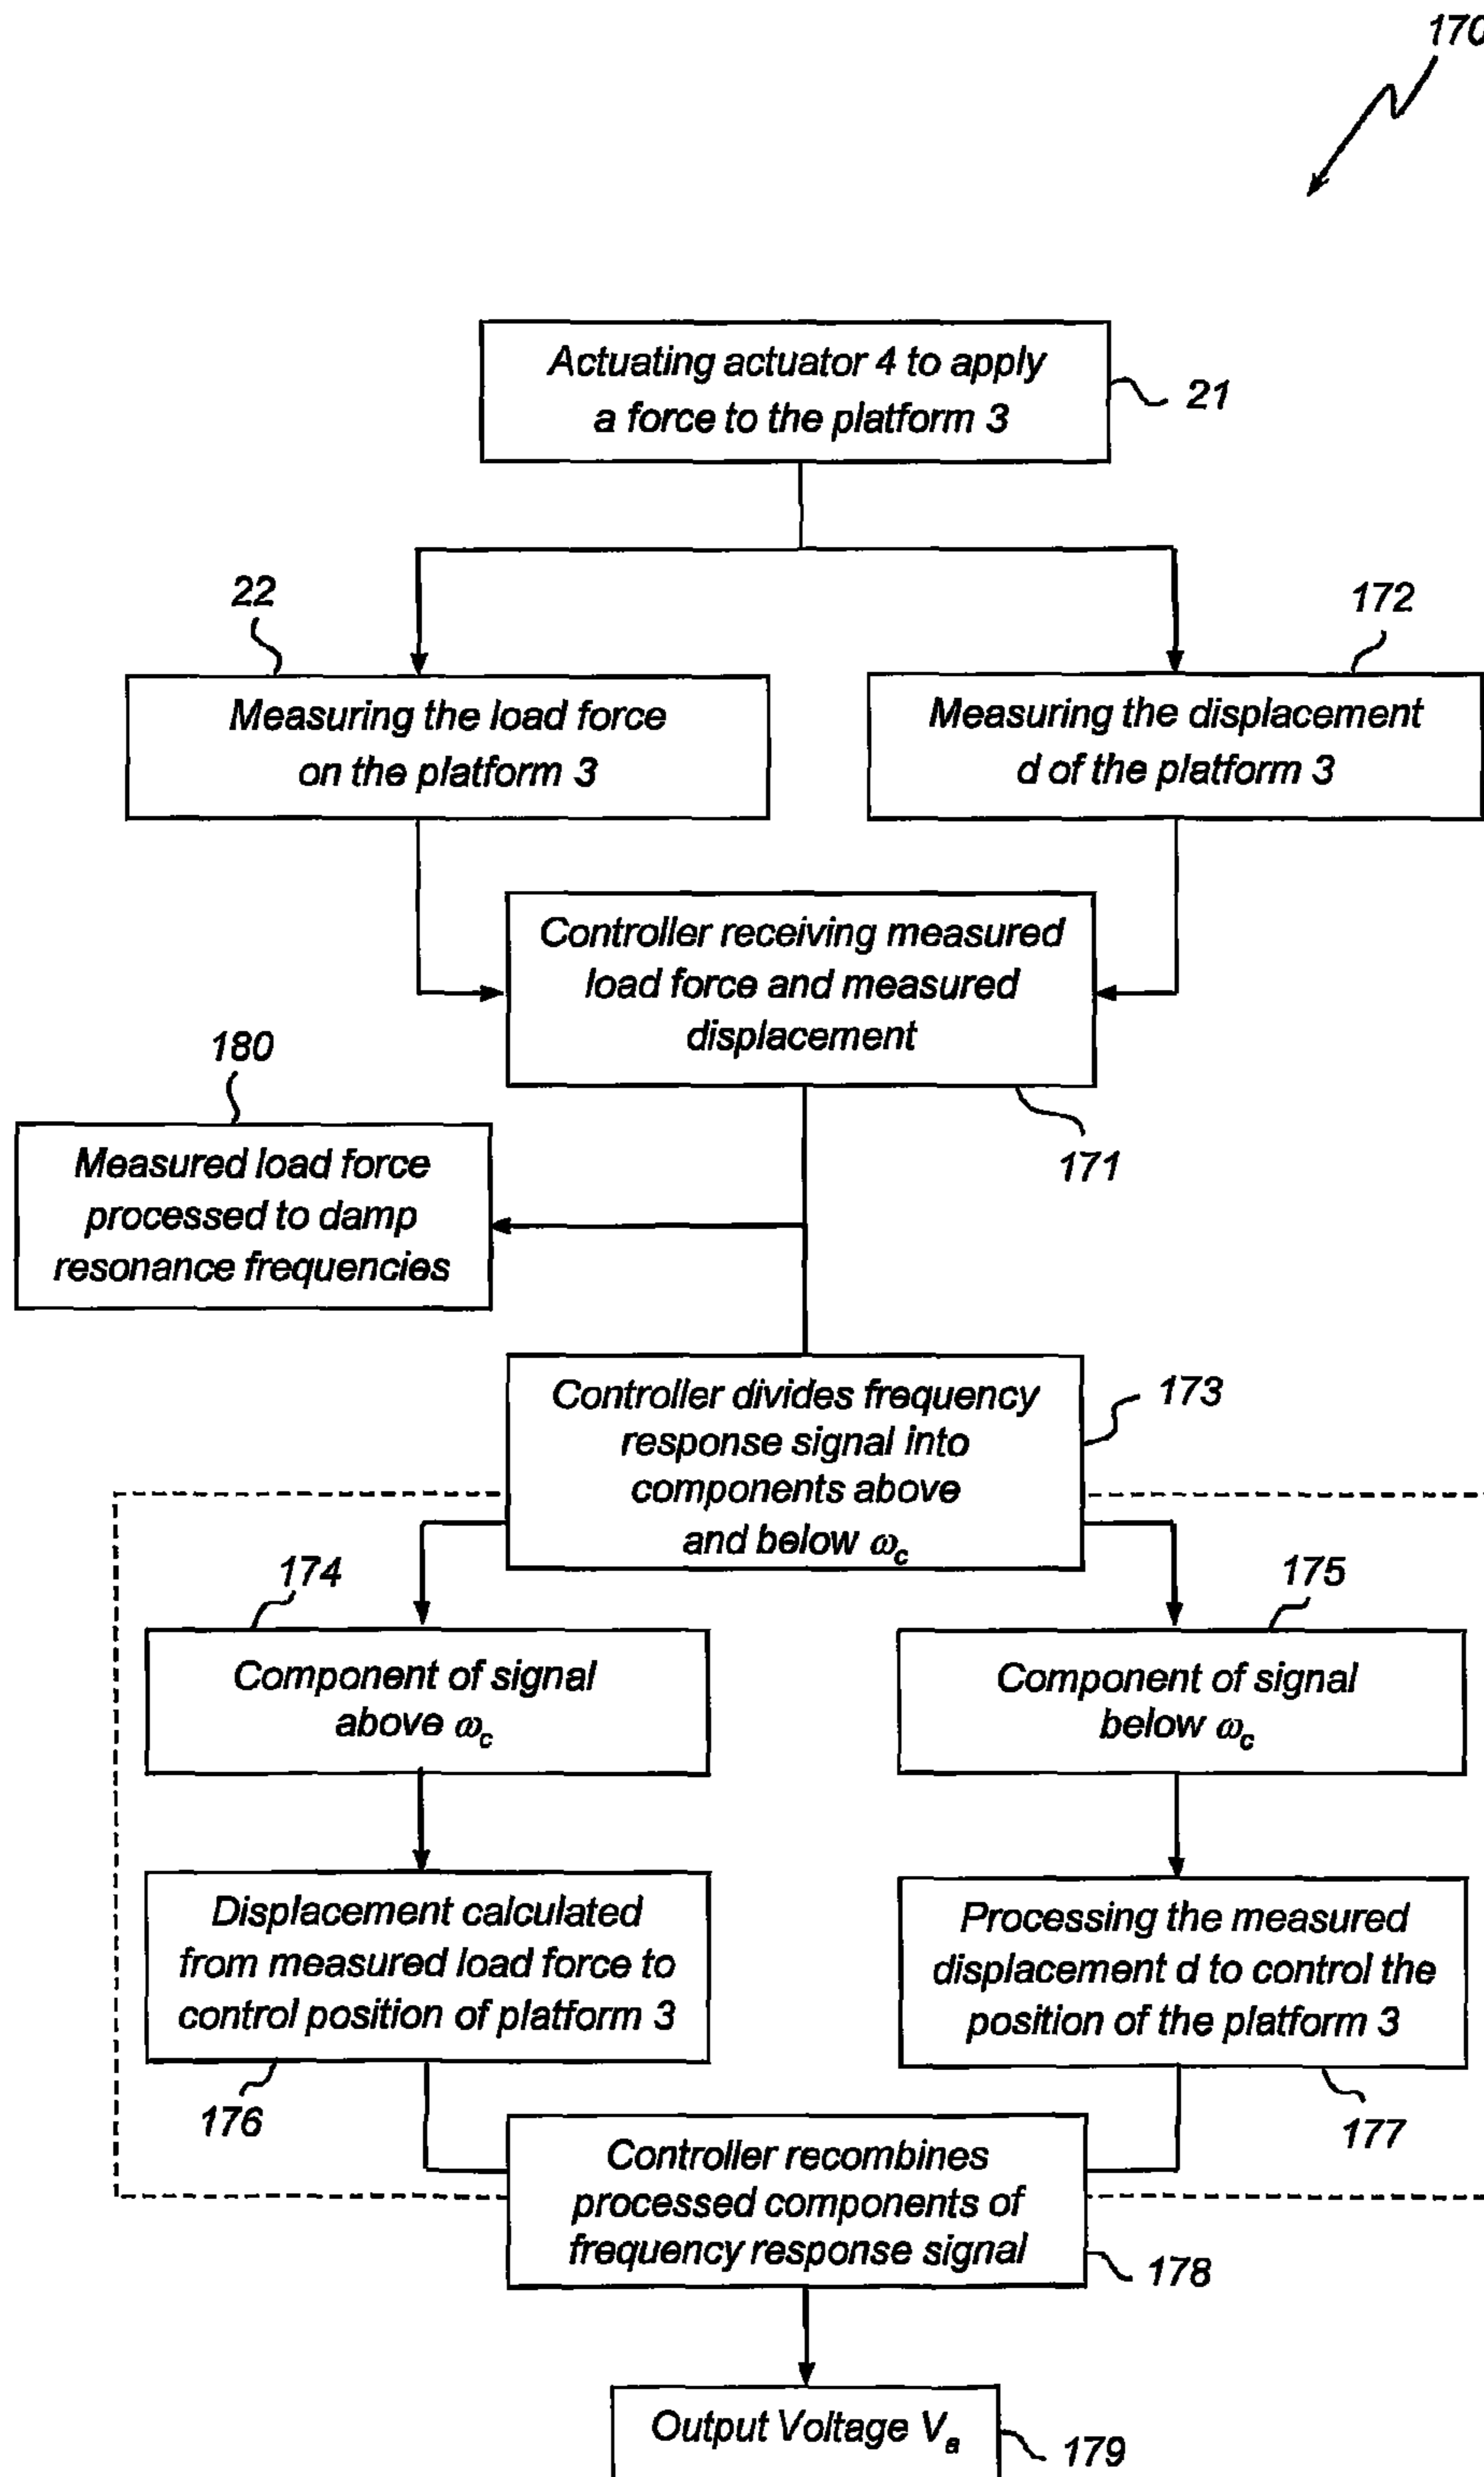 170
Actuating actuator 4 to apply
a force to the platform 3
21
22
172
Measuring the load force
on the platform 3
Measuring the displacement
d of the platform 3
Controller receiving measured
load force and measured
displacement
180
171
Measured load force
processed to damp
resonance frequencies
Controller divides frequency
response signal into
components above
and below ω_c
173
174
175
Component of signal
above ω_c
Component of signal
below ω_c
Displacement calculated
from measured load force to
control position of platform 3
Processing the measured
displacement d to control the
position of the platform 3
176
177
Controller recombines
processed components of
frequency response signal
178
Output Voltage V_a
179